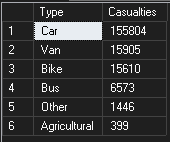 Type Casualties
1 Car 155804
2 Van 15905
3 Bike 15610
4 Bus 6573
5 Other 1446
6 Agricultural 399